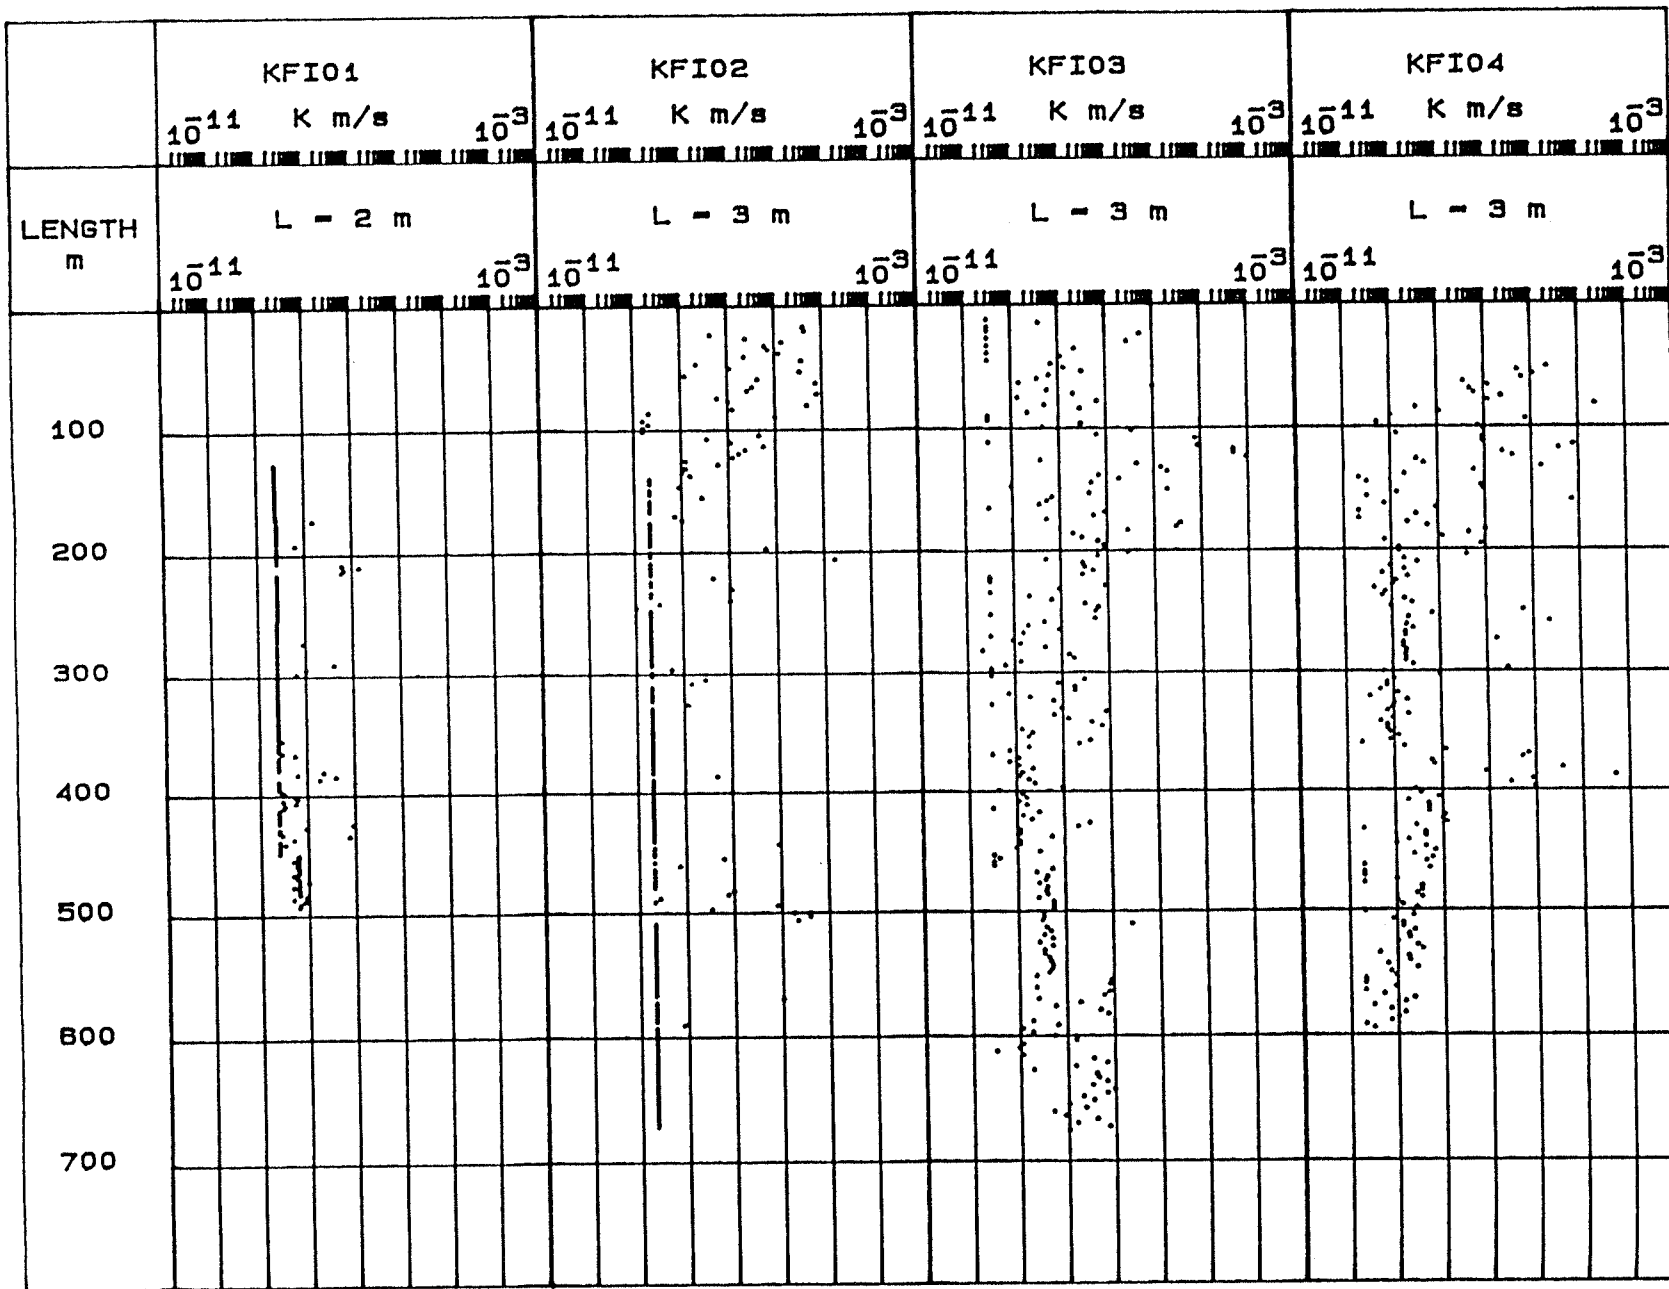 KFI01 KFI02 KFI03 KFI04
K m/s K m/s K m/s K m/s
10⁻¹¹ 10⁻³ 10⁻¹¹ 10⁻³ 10⁻¹¹ 10⁻³ 10⁻¹¹ 10⁻³
LENGTH
m
L = 2 m L = 3 m L = 3 m L = 3 m
10⁻¹¹ 10⁻³ 10⁻¹¹ 10⁻³ 10⁻¹¹ 10⁻³ 10⁻¹¹ 10⁻³
100
200
300
400
500
600
700